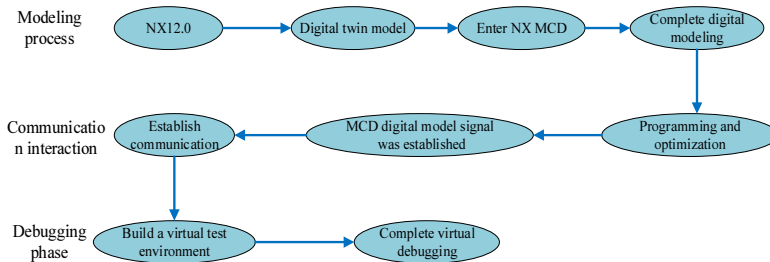 Modeling
process
NX12.0
Digital twin model
Enter NX MCD
Complete digital
modeling
Communicatio
n interaction
Establish
communication
MCD digital model signal
was established
Programming and
optimization
Debugging
phase
Build a virtual test
environment
Complete virtual
debugging